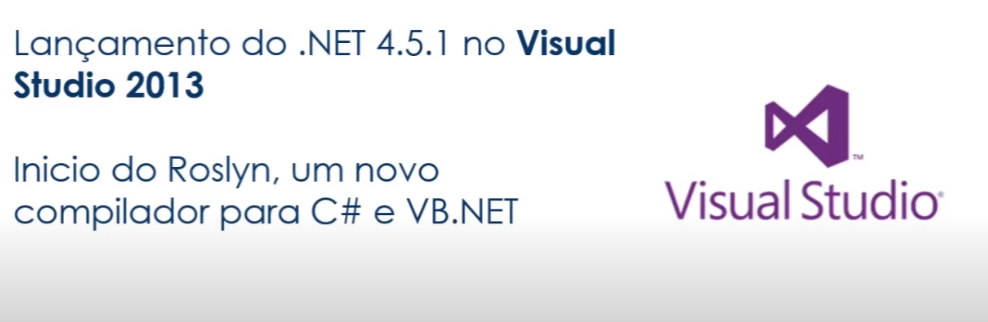 Lançamento do .NET 4.5.1 no Visual
Studio 2013
Inicio do Roslyn, um novo
compilador para C# e VB.NET
™
Visual Studio®